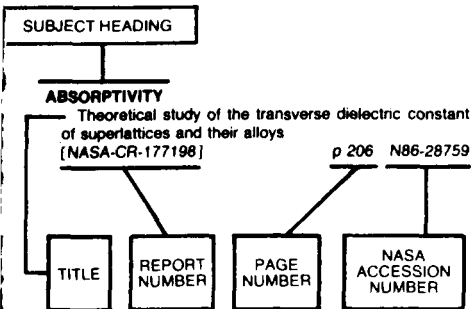 SUBJECT HEADING
ABSORPTIVITY
Theoretical study of the transverse dielectric constant
of superlattices and their alloys
[NASA-CR-177198] p 206 N86-28759
TITLE
REPORT
NUMBER
PAGE
NUMBER
NASA
ACCESSION
NUMBER